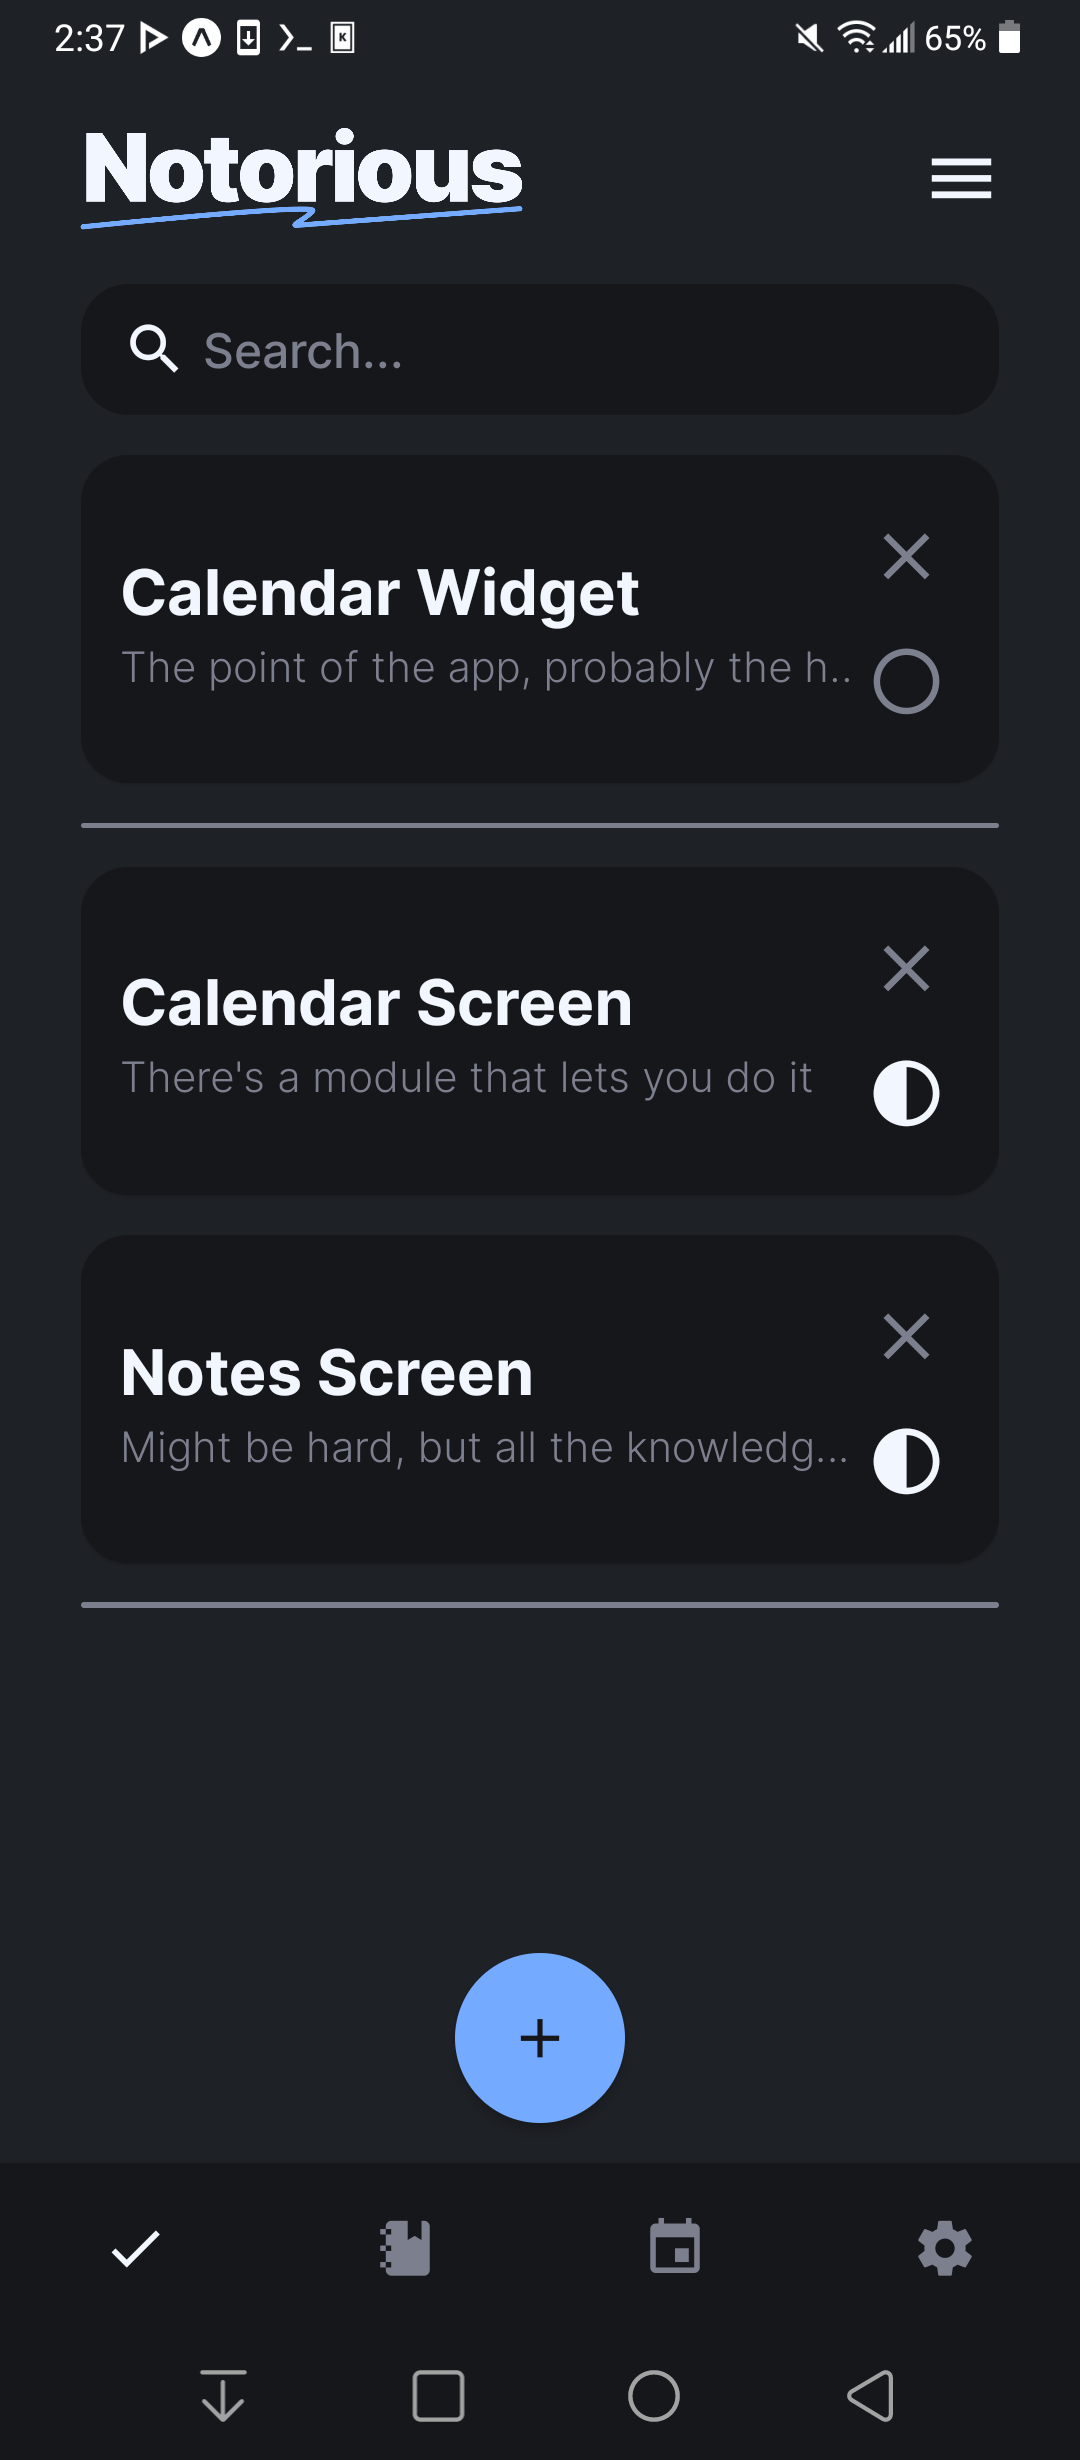 2:37
65%
Notorious
Search...
Calendar Widget
The point of the app, probably the h..
Calendar Screen
There's a module that lets you do it
Notes Screen
Might be hard, but all the knowledg...